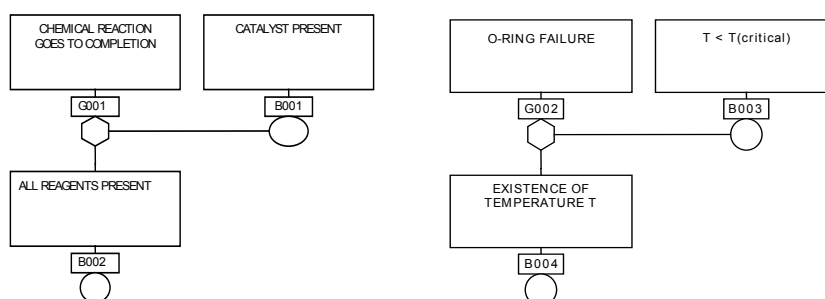 CHEMICAL REACTION
GOES TO COMPLETION
CATALYST PRESENT
G001
B001
ALL REAGENTS PRESENT
B002
O-RING FAILURE
T < T(critical)
G002
B003
EXISTENCE OF
TEMPERATURE T
B004